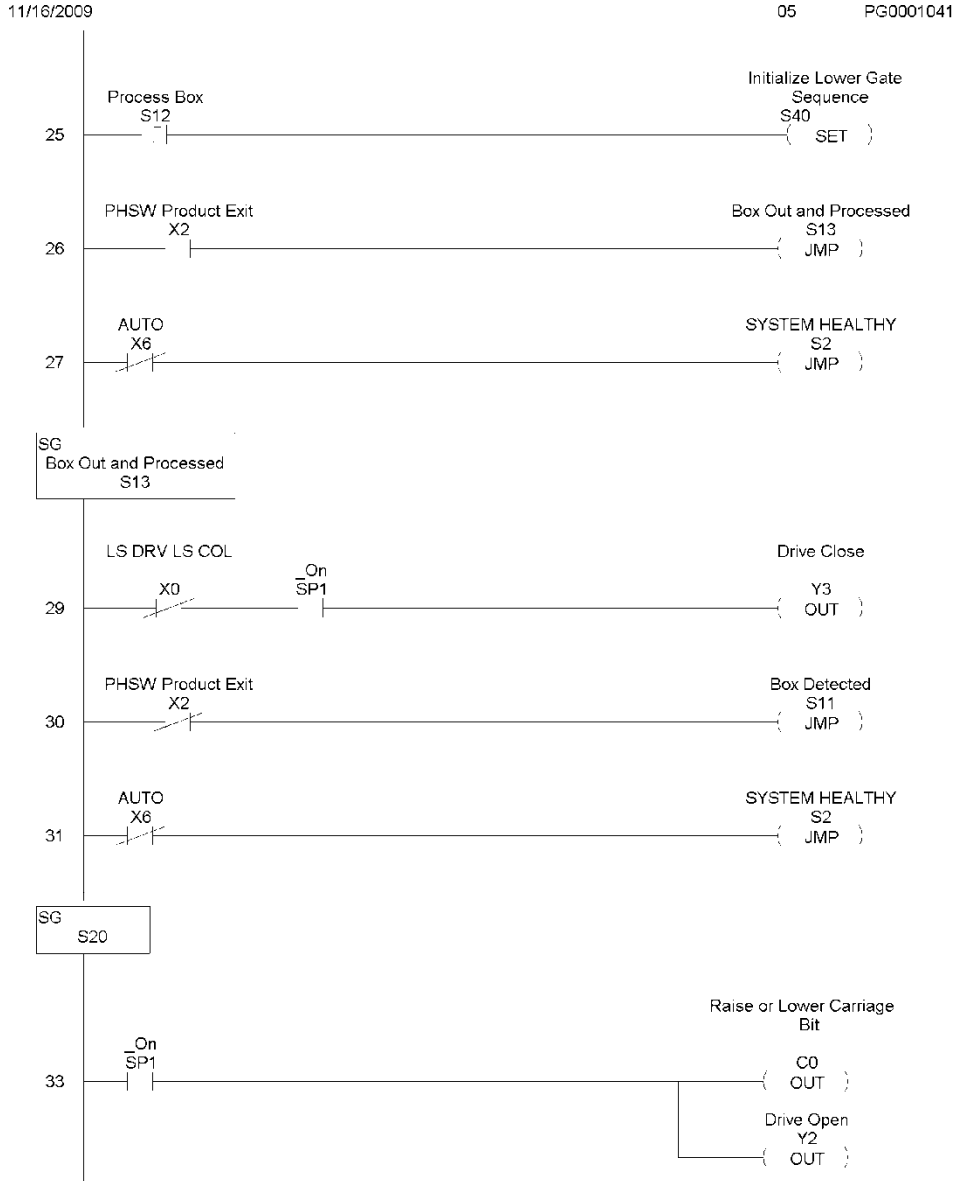 11/16/2009 05 PG0001041
Initialize Lower Gate
Process Box Sequence
S12 S40
25 SET
PHSW Product Exit Box Out and Processed
X2 S13
26 JMP
AUTO SYSTEM HEALTHY
X6 S2
27 JMP
SG
Box Out and Processed
S13
LS DRV LS COL Drive Close
_On
X0 SP1 Y3
29 OUT
PHSW Product Exit Box Detected
X2 S11
30 JMP
AUTO SYSTEM HEALTHY
X6 S2
31 JMP
SG
S20
Raise or Lower Carriage
Bit
_On
SP1 C0
33 OUT
Drive Open
Y2
OUT